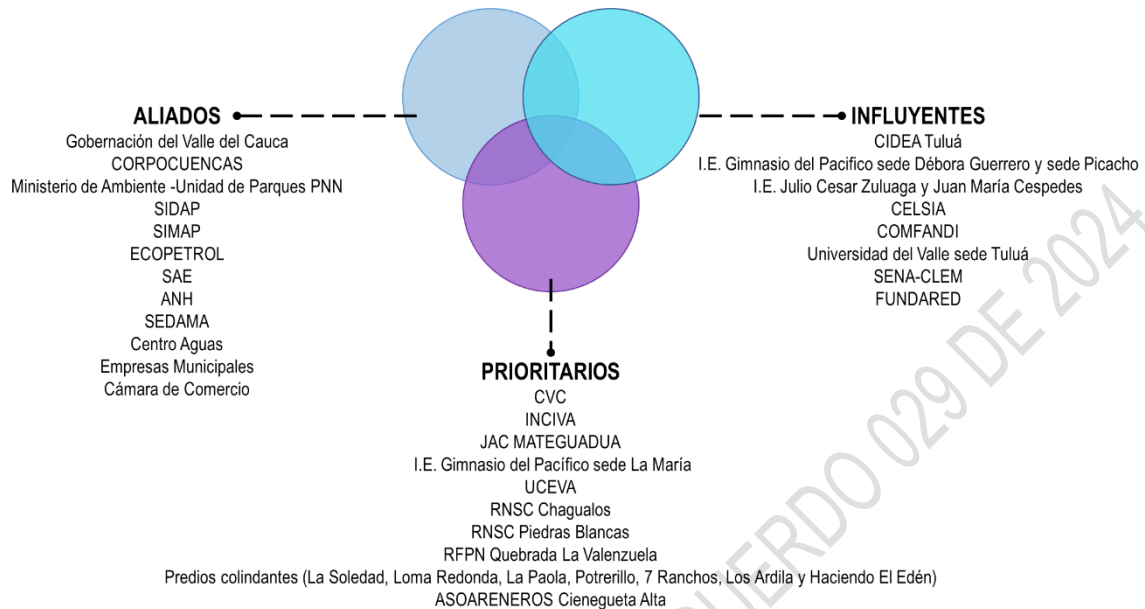 ALIADOS
Gobernación del Valle del Cauca
CORPOCUENCAS
Ministerio de Ambiente -Unidad de Parques PNN
SIDAP
SIMAP
ECOPETROL
SAE
ANH
SEDAMA
Centro Aguas
Empresas Municipales
Cámara de Comercio
INFLUYENTES
CIDEA Tuluá
I.E. Gimnasio del Pacifico sede Débora Guerrero y sede Picacho
I.E. Julio Cesar Zuluaga y Juan María Cespedes
CELSIA
COMFANDI
Universidad del Valle sede Tuluá
SENA-CLEM
FUNDARED
PRIORITARIOS
CVC
INCIVA
JAC MATEGUADUA
I.E. Gimnasio del Pacífico sede La María
UCEVA
RNSC Chagualos
RNSC Piedras Blancas
RFPN Quebrada La Valenzuela
Predios colindantes (La Soledad, Loma Redonda, La Paola, Potrerillo, 7 Ranchos, Los Ardila y Haciendo El Edén)
ASOARENEROS Cienegueta Alta
UERDO 029 DE 2024